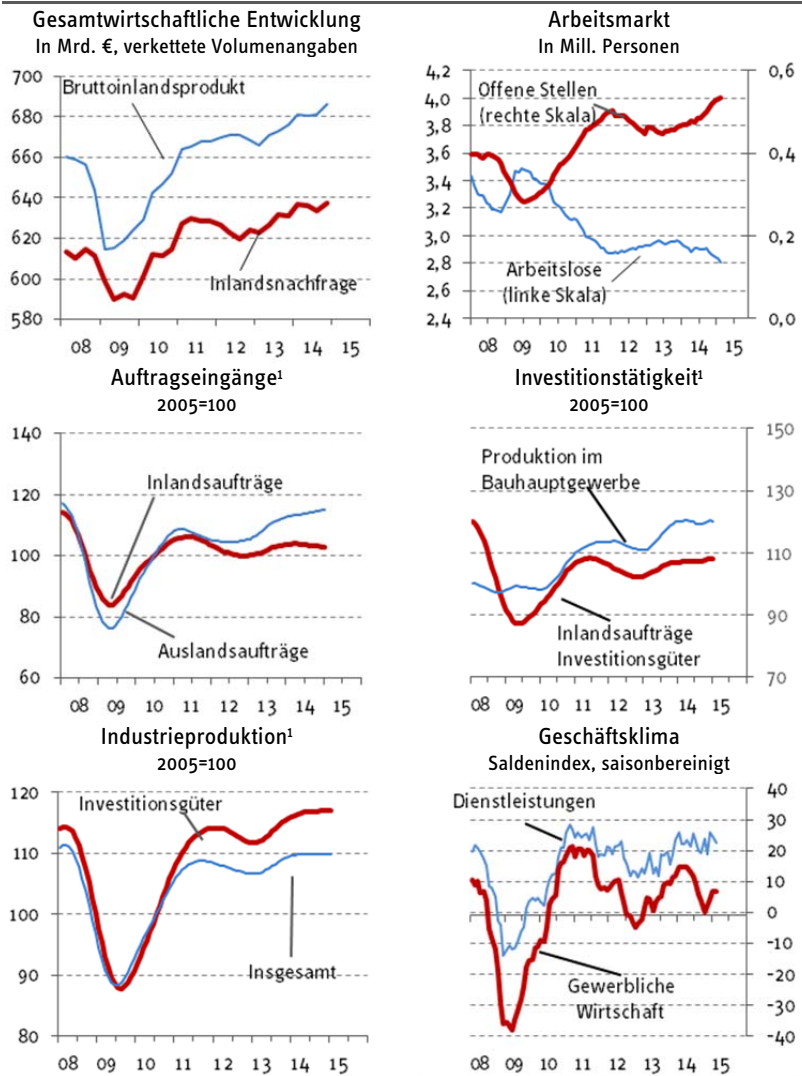 Gesamtwirtschaftliche Entwicklung
In Mrd. €, verkettete Volumenangaben
700
680
660
640
620
600
580
Bruttoinlandsprodukt
Inlandsnachfrage
08 09 10 11 12 13 14 15
Arbeitsmarkt
In Mill. Personen
4,2
4,0
3,8
3,6
3,4
3,2
3,0
2,8
2,6
2,4
Offene Stellen
(rechte Skala)
Arbeitslose
(linke Skala)
0,6
0,4
0,2
0,0
08 09 10 11 12 13 14 15
Auftragseingänge¹
2005=100
140
120
100
80
60
Inlandsaufträge
Auslandsaufträge
08 09 10 11 12 13 14 15
Investitionstätigkeit¹
2005=100
Produktion im
Bauhauptgewerbe
Inlandsaufträge
Investitionsgüter
150
130
110
90
70
08 09 10 11 12 13 14 15
Industrieproduktion¹
2005=100
120
110
100
90
80
Investitionsgüter
Insgesamt
08 09 10 11 12 13 14 15
Geschäftsklima
Saldenindex, saisonbereinigt
Dienstleistungen
Gewerbliche
Wirtschaft
40
30
20
10
0
-10
-20
-30
-40
08 09 10 11 12 13 14 15